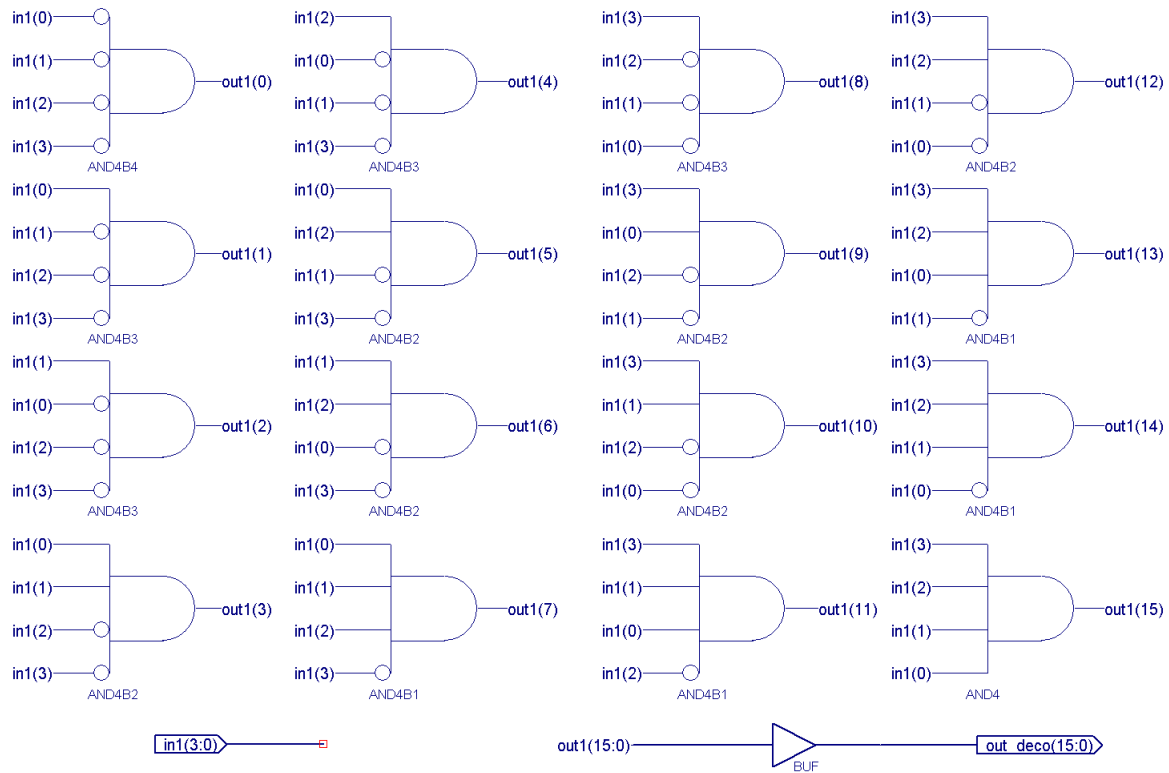 in1(0)
in1(1)
in1(2)
in1(3)
out1(0)
AND4B4
in1(2)
in1(0)
in1(1)
in1(3)
out1(4)
AND4B3
in1(3)
in1(2)
in1(1)
in1(0)
out1(8)
AND4B3
in1(3)
in1(2)
in1(1)
in1(0)
out1(12)
AND4B2
in1(0)
in1(1)
in1(2)
in1(3)
out1(1)
AND4B3
in1(0)
in1(2)
in1(1)
in1(3)
out1(5)
AND4B2
in1(3)
in1(0)
in1(2)
in1(1)
out1(9)
AND4B2
in1(3)
in1(2)
in1(0)
in1(1)
out1(13)
AND4B1
in1(1)
in1(0)
in1(2)
in1(3)
out1(2)
AND4B3
in1(1)
in1(2)
in1(0)
in1(3)
out1(6)
AND4B2
in1(3)
in1(1)
in1(2)
in1(0)
out1(10)
AND4B2
in1(3)
in1(2)
in1(1)
in1(0)
out1(14)
AND4B1
in1(0)
in1(1)
in1(2)
in1(3)
out1(3)
AND4B2
in1(0)
in1(1)
in1(2)
in1(3)
out1(7)
AND4B1
in1(3)
in1(1)
in1(0)
in1(2)
out1(11)
AND4B1
in1(3)
in1(2)
in1(1)
in1(0)
out1(15)
AND4
in1(3:0)
out1(15:0)
BUF
out_deco(15:0)